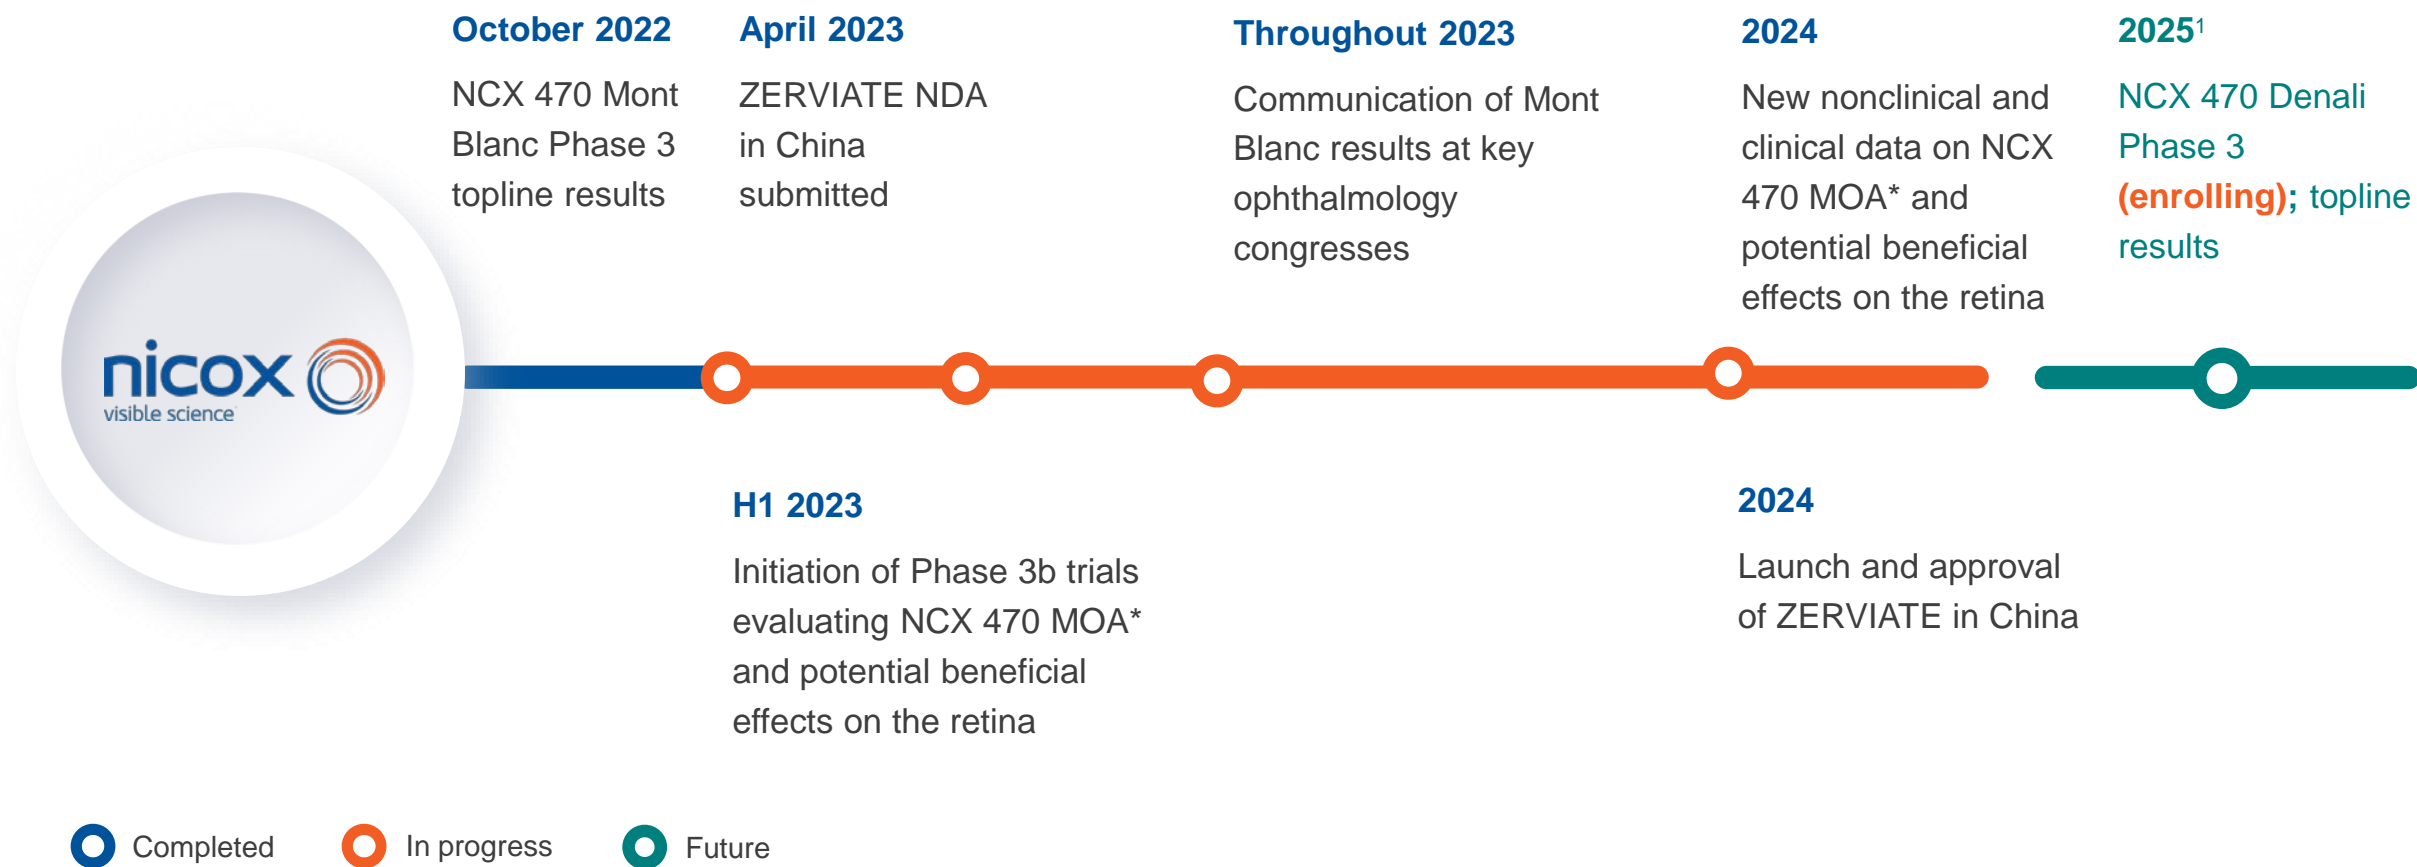 October 2022
NCX 470 Mont
Blanc Phase 3
topline results
April 2023
ZERVIATE NDA
in China
submitted
Throughout 2023
Communication of Mont
Blanc results at key
ophthalmology
congresses
2024
New nonclinical and
clinical data on NCX
470 MOA* and
potential beneficial
effects on the retina
2025¹
NCX 470 Denali
Phase 3
(enrolling); topline
results
nicox
visible science
H1 2023
Initiation of Phase 3b trials
evaluating NCX 470 MOA*
and potential beneficial
effects on the retina
2024
Launch and approval
of ZERVIATE in China
Completed
In progress
Future